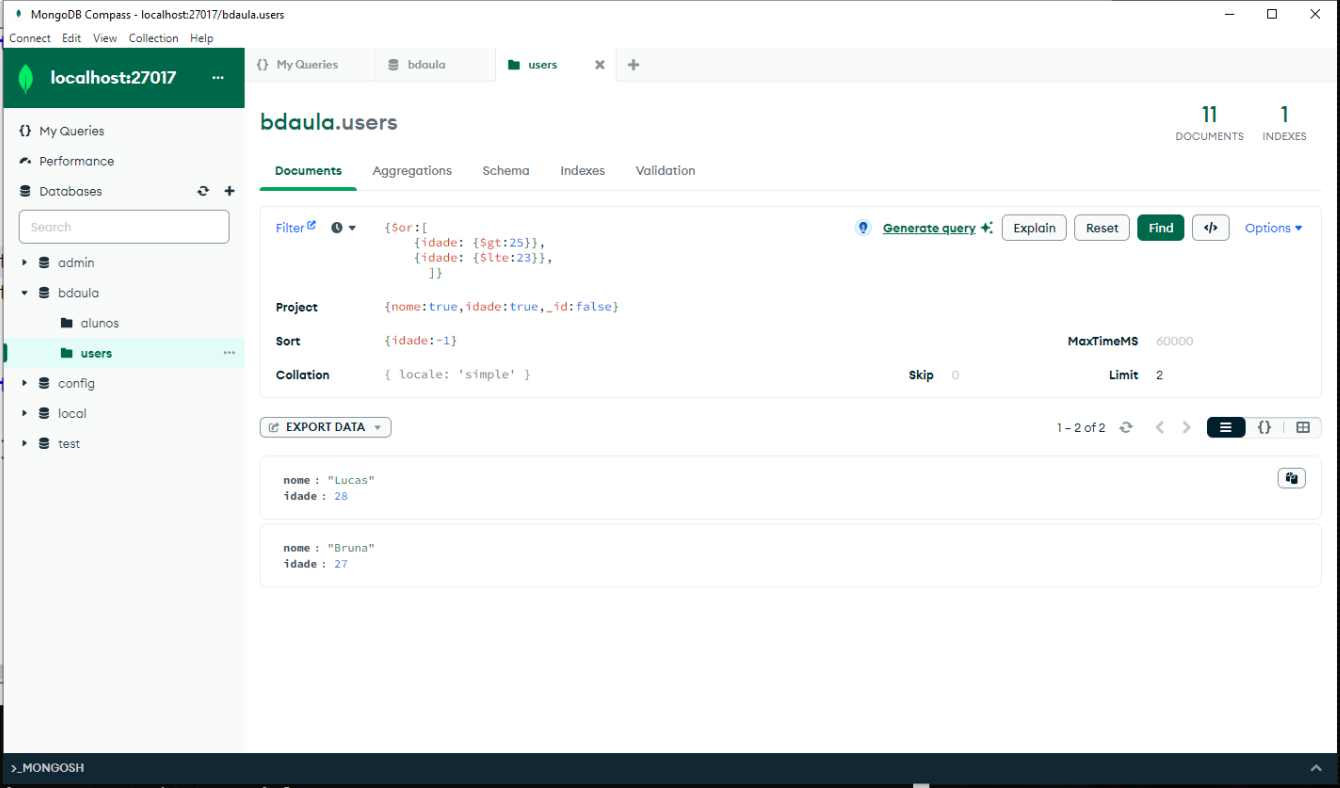 MongoDB Compass - localhost:27017/bdaula.users
Connect Edit View Collection Help
localhost:27017 ...
{} My Queries
Performance
Databases
Search
admin
bdaula
alunos
users ...
config
local
test
{} My Queries
bdaula
users
bdaula.users
11
DOCUMENTS
1
INDEXES
Documents Aggregations Schema Indexes Validation
Filter
{$or:[
{idade: {$gt:25}},
{idade: {$lte:23}},
]}
Generate query Explain Reset Find </> Options
Project {nome:true,idade:true,_id:false}
Sort {idade:-1}
MaxTimeMS 60000
Collation { locale: 'simple' }
Skip 0
Limit 2
EXPORT DATA
1 – 2 of 2
{}
nome : "Lucas"
idade : 28
nome : "Bruna"
idade : 27
>_MONGOSH